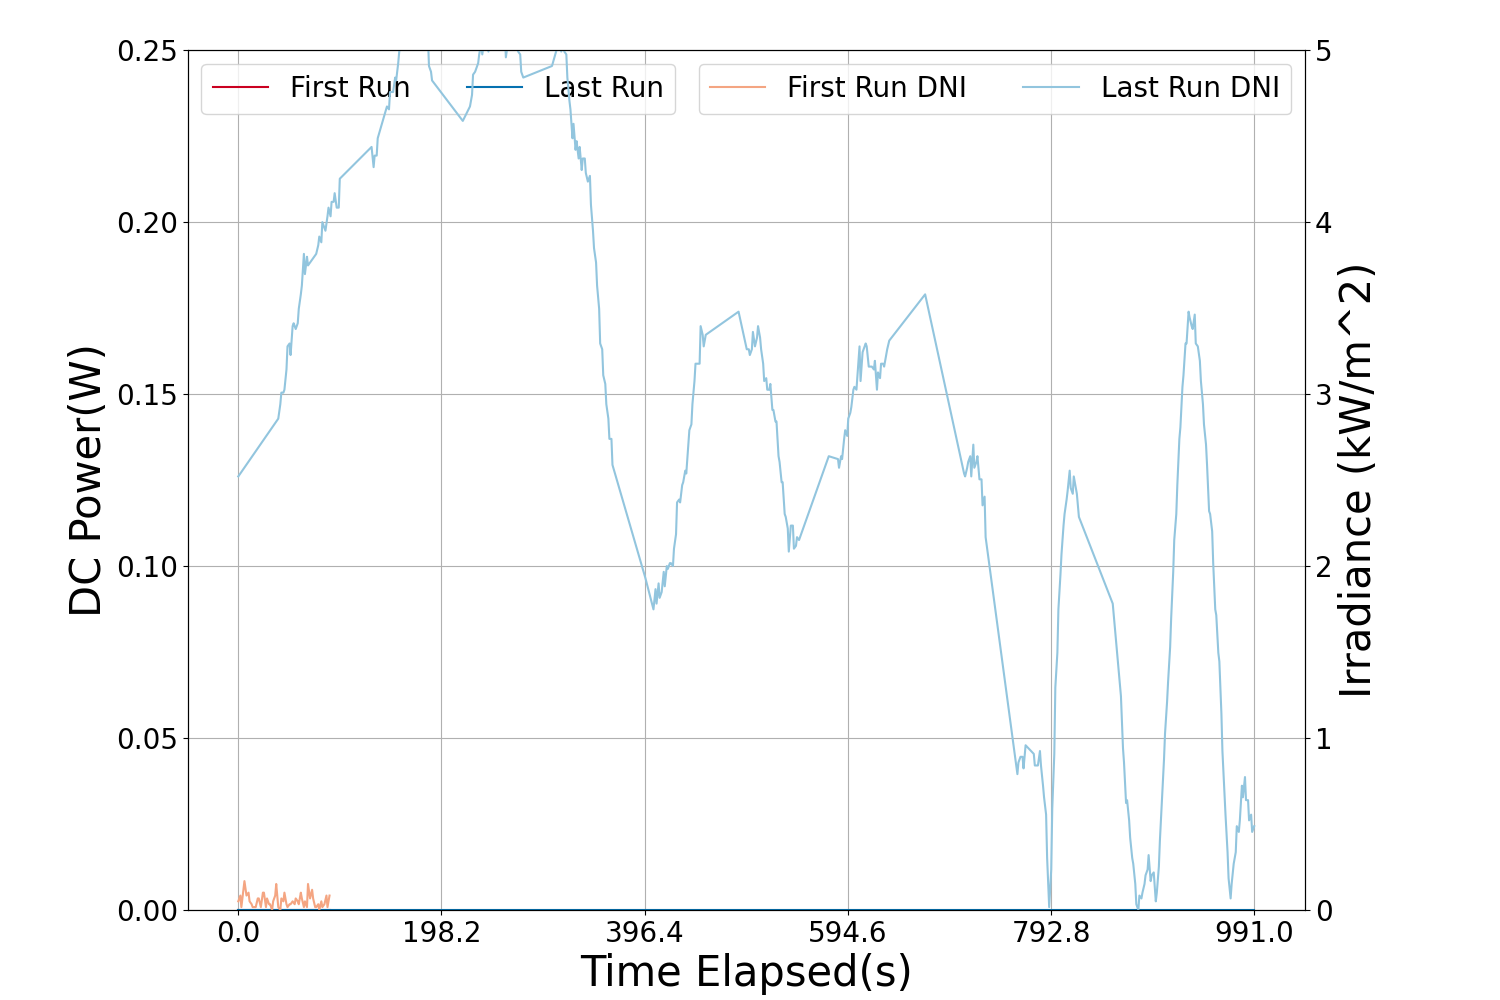 First Run
Last Run
First Run DNI
Last Run DNI
0.25
0.20
0.15
0.10
0.05
0.00
DC Power(W)
5
4
3
2
1
0
Irradiance (kW/m^2)
0.0 198.2 396.4 594.6 792.8 991.0
Time Elapsed(s)